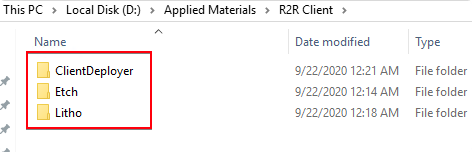 This PC > Local Disk (D:) > Applied Materials > R2R Client >
Name Date modified Type
ClientDeployer 9/22/2020 12:21 AM File folder
Etch 9/22/2020 12:14 AM File folder
Litho 9/22/2020 12:18 AM File folder